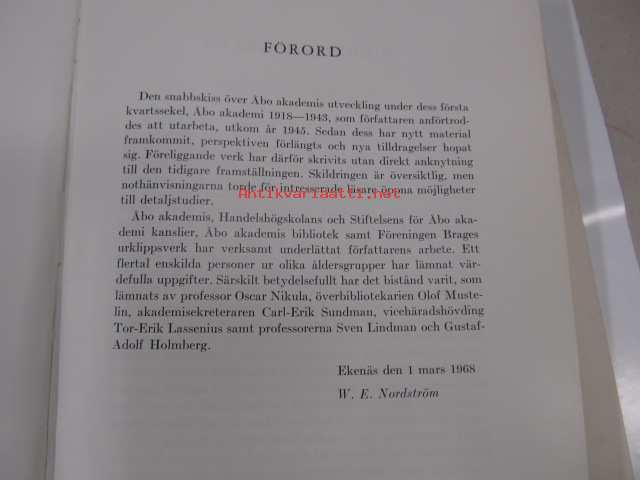 FÖRORD
Den snabbskiss över Åbo akademis utveckling under dess första
kvartssekel, Åbo akademi 1918—1943, som författaren anförtrod-
des att utarbeta, utkom år 1945. Sedan dess har nytt material
framkommit, perspektiven förlängts och nya tilldragelser hopat
sig. Föreliggande verk har därför skrivits utan direkt anknytning
till den tidigare framställningen. Skildringen är översiktlig, men
nothänvisningarna torde för intresserade läsare öppna möjligheter
till detaljstudier.
Antikvariaatti.net
Åbo akademis, Handelshögskolans och Stiftelsens för Åbo aka-
demi kanslier, Åbo akademis bibliotek samt Föreningen Brages
urklippsverk har verksamt underlättat författarens arbete. Ett
flertal enskilda personer ur olika åldersgrupper har lämnat vär-
defulla uppgifter. Särskilt betydelsefullt har det bistånd varit, som
lämnats av professor Oscar Nikula, överbibliotekarien Olof Muste-
lin, akademisekreteraren Carl-Erik Sundman, vicehäradshövding
Tor-Erik Lassenius samt professorerna Sven Lindman och Gustaf-
Adolf Holmberg.
Ekenäs den 1 mars 1968
W. E. Nordström